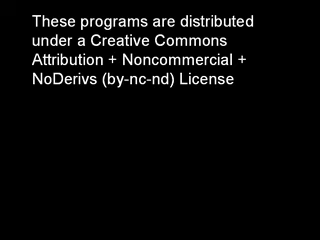 These programs are distributed
under a Creative Commons
Attribution + Noncommercial +
NoDerivs (by-nc-nd) License